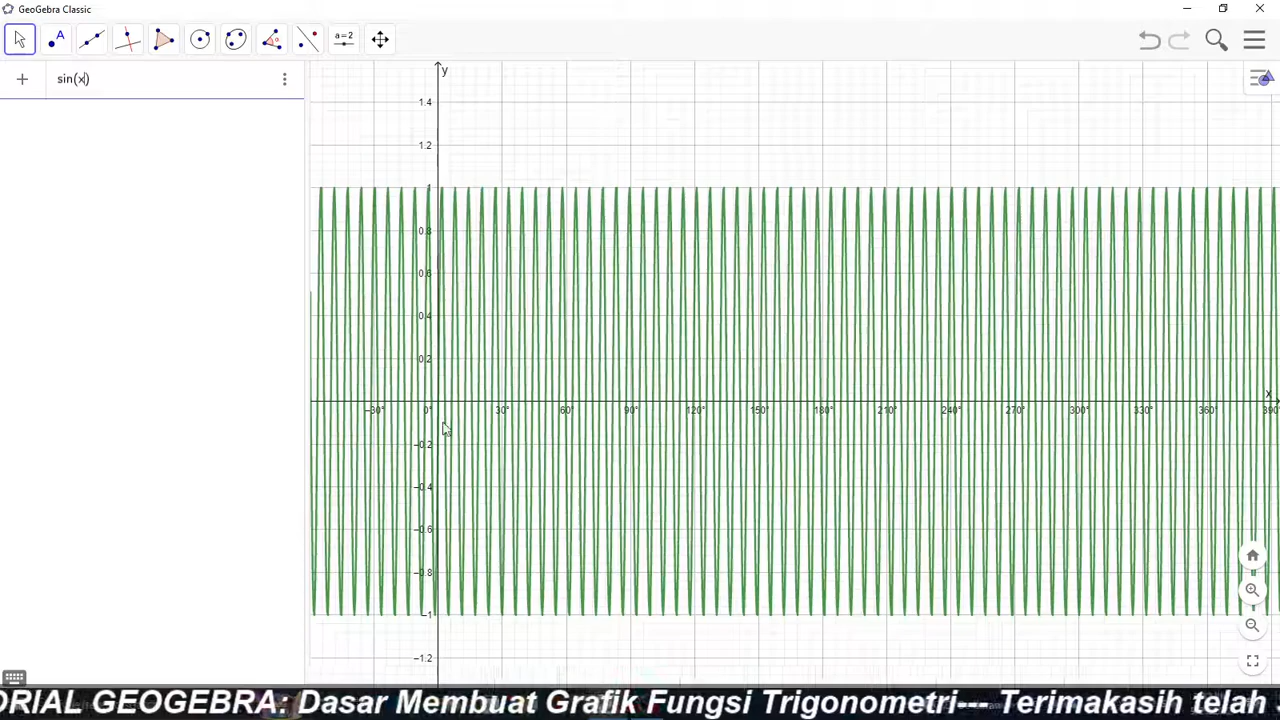 GeoGebra Classic
A
a=2
sin(x)
y
1.4
1.2
1
0.8
0.6
0.4
0.2
x
−30° 0° 30° 60° 90° 120° 150° 180° 210° 240° 270° 300° 330° 360° 390°
−0.2
−0.4
−0.6
−0.8
−1
−1.2
ORIAL GEOGEBRA: Dasar Membuat Grafik Fungsi Trigonometri--- Terimakasih telah